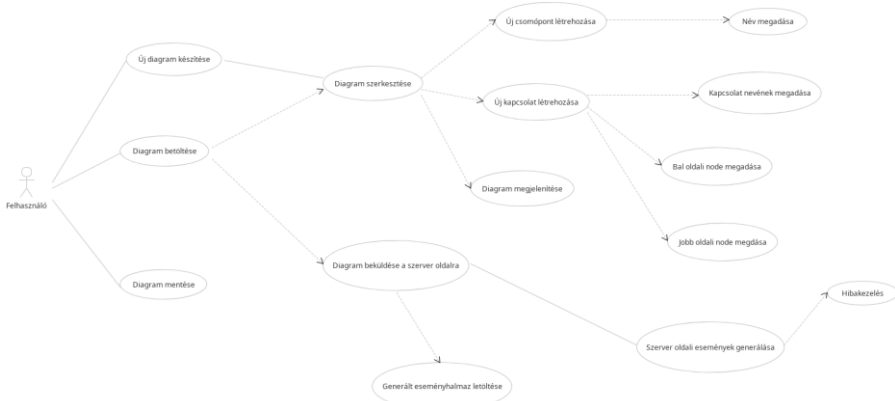 Új csomópont létrehozása
Név megadása
Új diagram készítése
Diagram szerkesztése
Kapcsolat nevének megadása
Új kapcsolat létrehozása
Diagram betöltése
Bal oldali node megadása
Diagram megjelenítése
Felhasználó
Jobb oldali node megdása
Diagram beküldése a szerver oldalra
Diagram mentése
Hibakezelés
Szerver oldali események generálása
Generált eseményhalmaz letöltése